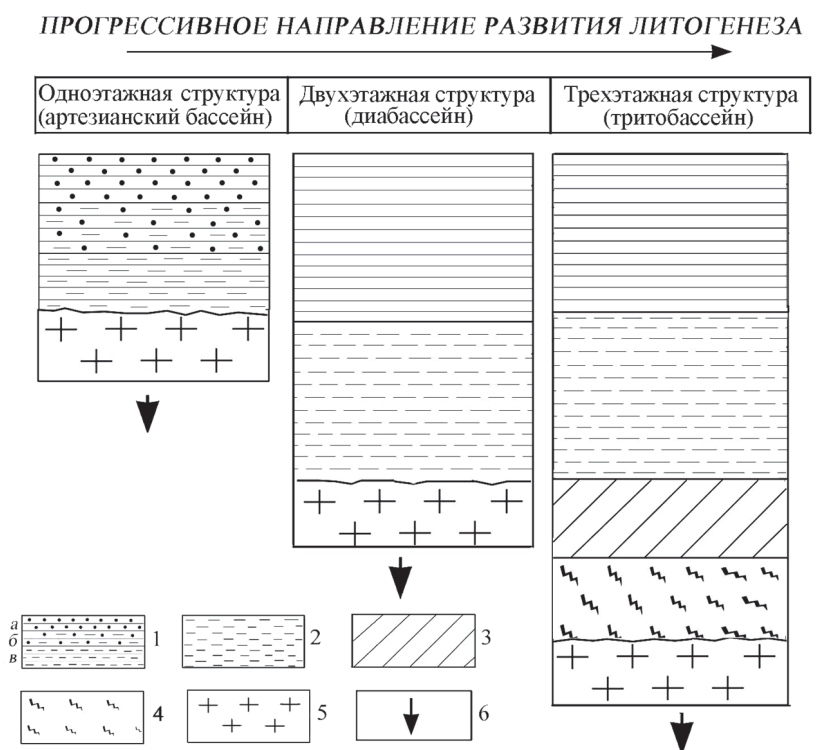 ПРОГРЕССИВНОЕ НАПРАВЛЕНИЕ РАЗВИТИЯ ЛИТОГЕНЕЗА
Одноэтажная структура
(артезианский бассейн)
Двухэтажная структура
(диабассейн)
Трехэтажная структура
(тритобассейн)
а
б
в
1
2
3
4
5
6